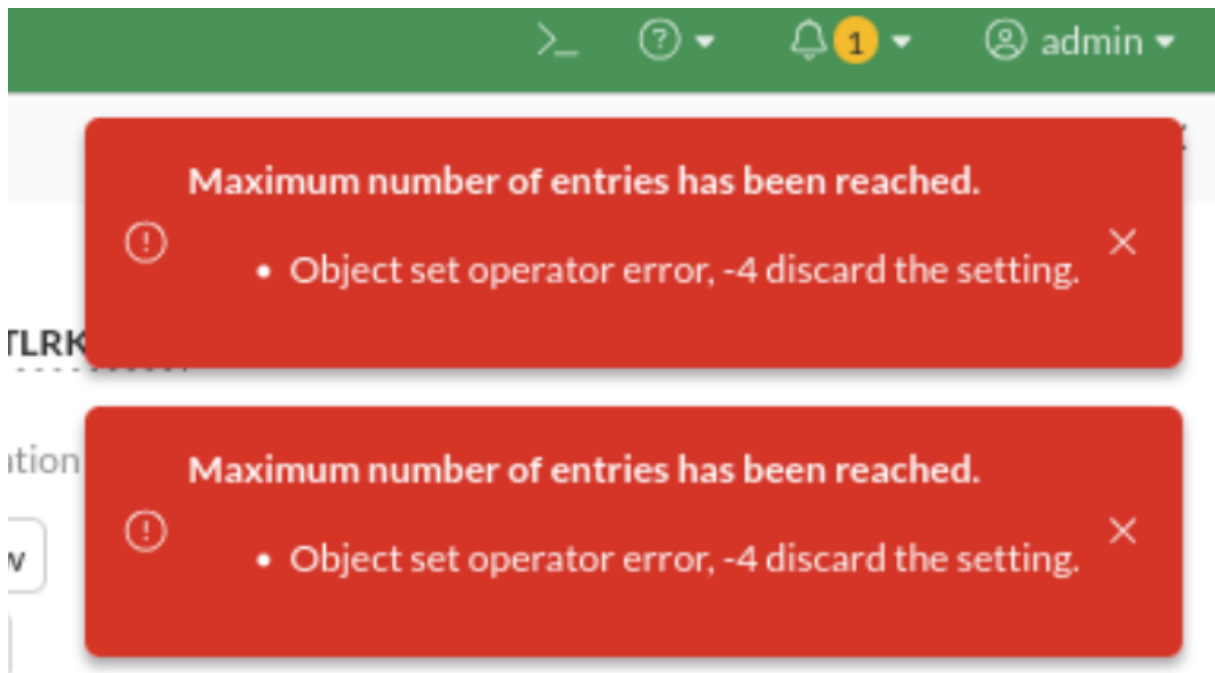 >_
?
1
admin
Maximum number of entries has been reached.
• Object set operator error, -4 discard the setting.
TLRK
ation
Maximum number of entries has been reached.
• Object set operator error, -4 discard the setting.
w